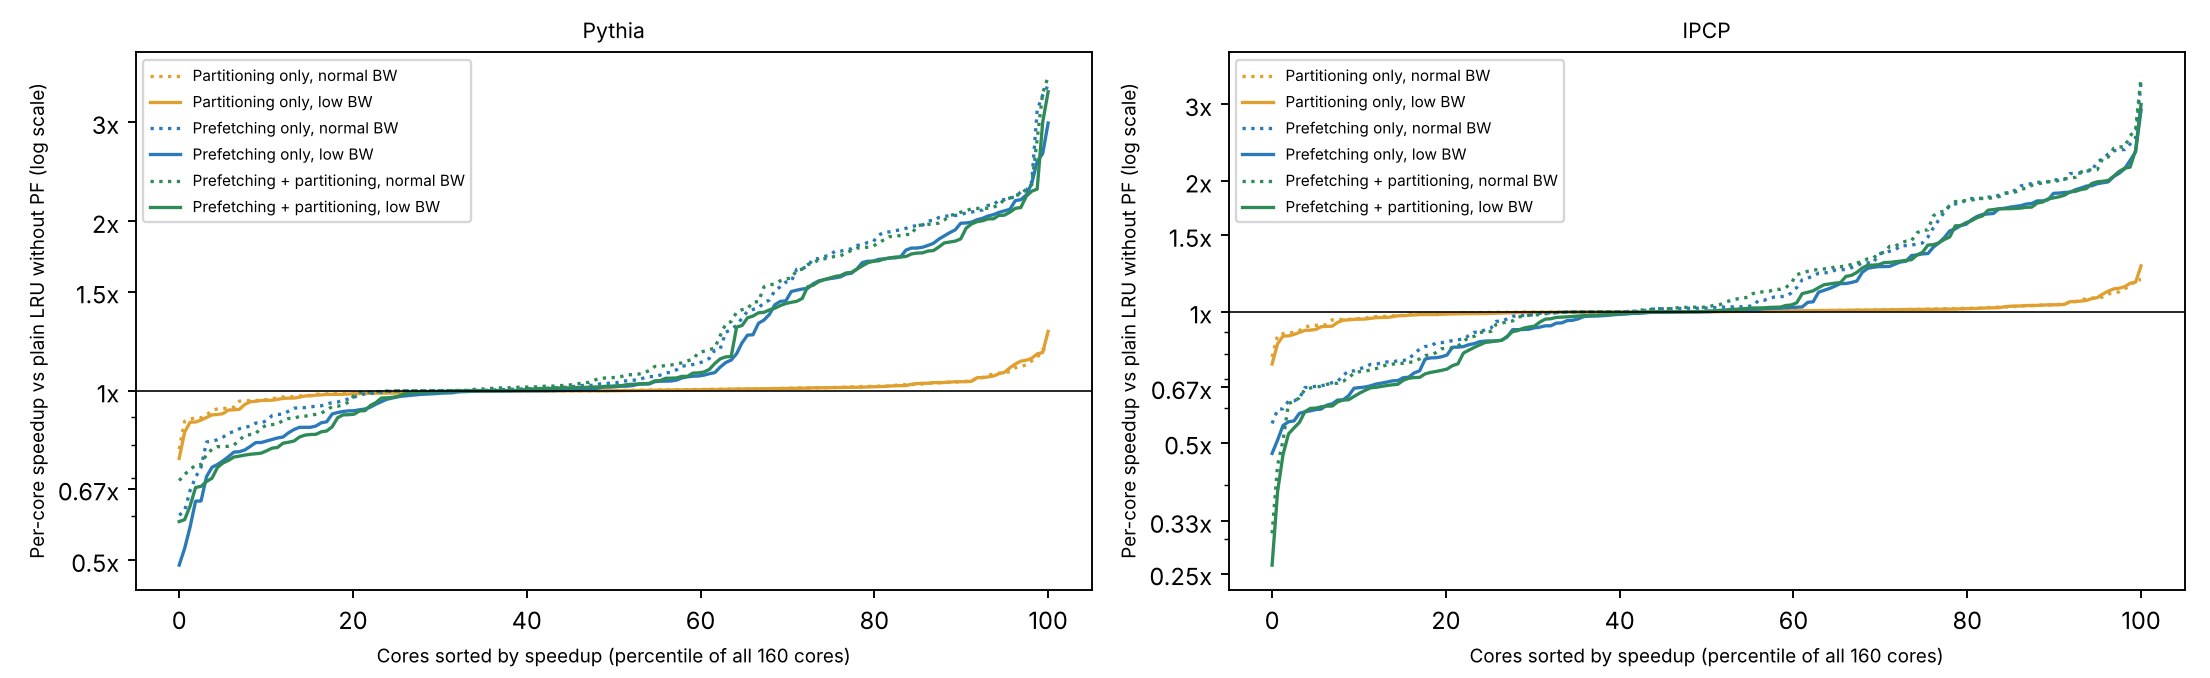 Pythia
Per-core speedup vs plain LRU without PF (log scale)
Partitioning only, normal BW
Partitioning only, low BW
Prefetching only, normal BW
Prefetching only, low BW
Prefetching + partitioning, normal BW
Prefetching + partitioning, low BW
3x
2x
1.5x
1x
0.67x
0.5x
0 20 40 60 80 100
Cores sorted by speedup (percentile of all 160 cores)
IPCP
Per-core speedup vs plain LRU without PF (log scale)
Partitioning only, normal BW
Partitioning only, low BW
Prefetching only, normal BW
Prefetching only, low BW
Prefetching + partitioning, normal BW
Prefetching + partitioning, low BW
3x
2x
1.5x
1x
0.67x
0.5x
0.33x
0.25x
0 20 40 60 80 100
Cores sorted by speedup (percentile of all 160 cores)